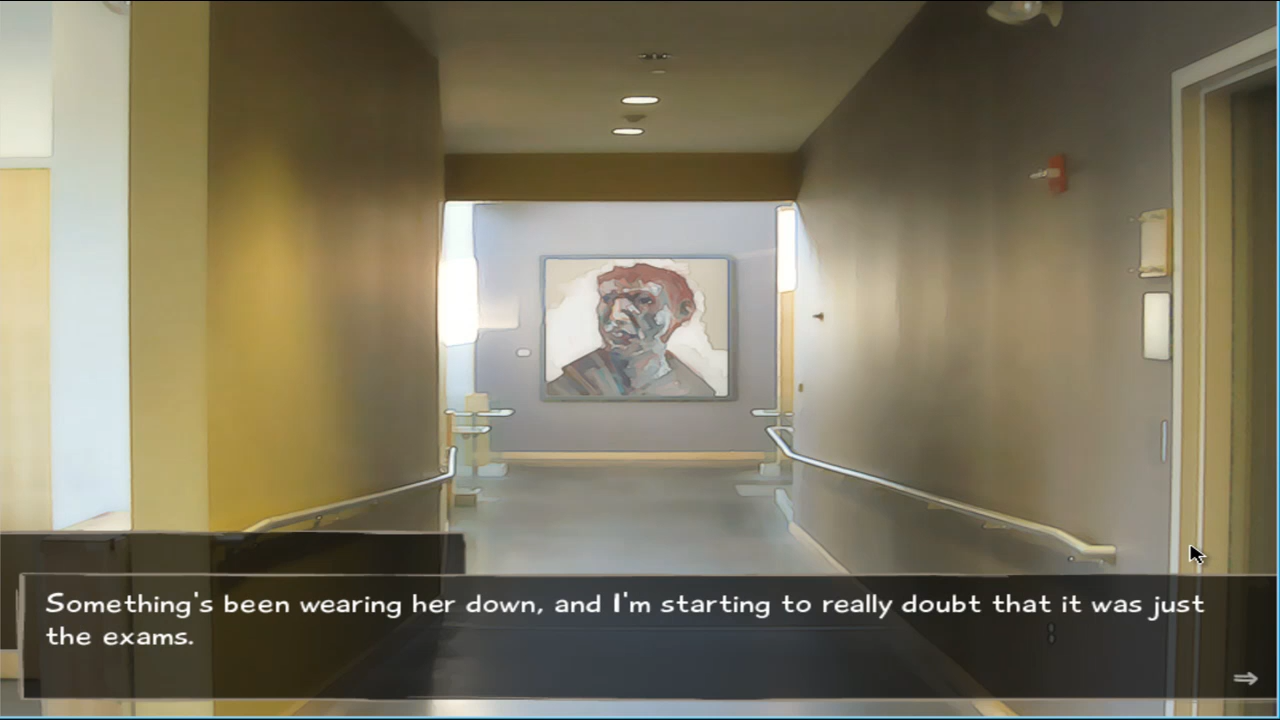 Something's been wearing her down, and I'm starting to really doubt that it was just
the exams.